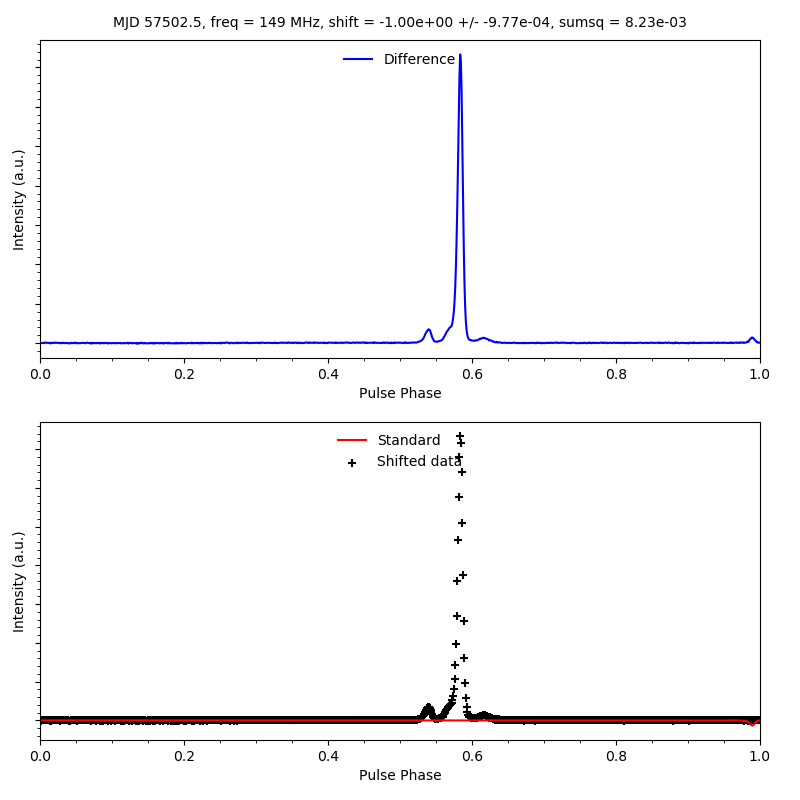 MJD 57502.5, freq = 149 MHz, shift = -1.00e+00 +/- -9.77e-04, sumsq = 8.23e-03
Difference
Intensity (a.u.)
0.0 0.2 0.4 0.6 0.8 1.0
Pulse Phase
Standard
Shifted data
Intensity (a.u.)
0.0 0.2 0.4 0.6 0.8 1.0
Pulse Phase